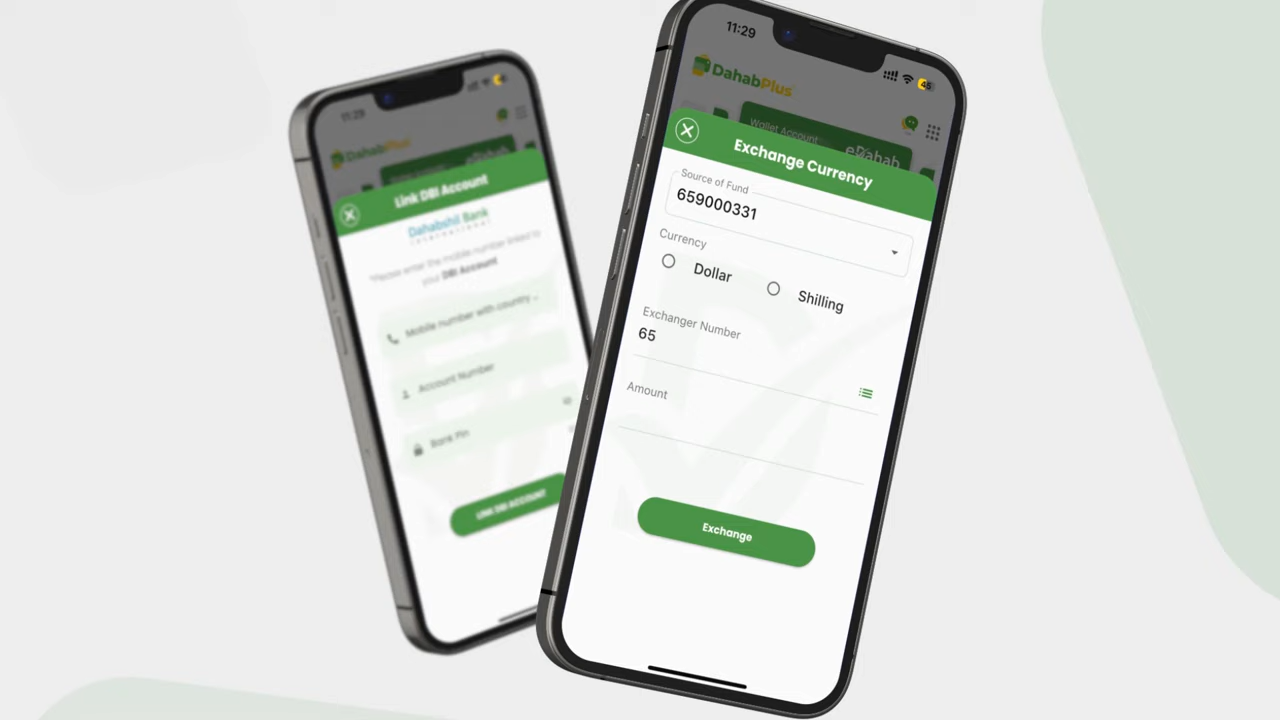 11:29
DahabPlus
Link DBI Account
Dahabshil Bank
International
*Please enter the mobile number linked to
your DBI Account
Mobile number with country ..
Account Number
Bank Pin
LINK DBI ACCOUNT
11:29
45
DahabPlus
Wallet Account
eDahab
Exchange Currency
Source of Fund
659000331
Currency
Dollar
Shilling
Exchanger Number
65
Amount
Exchange